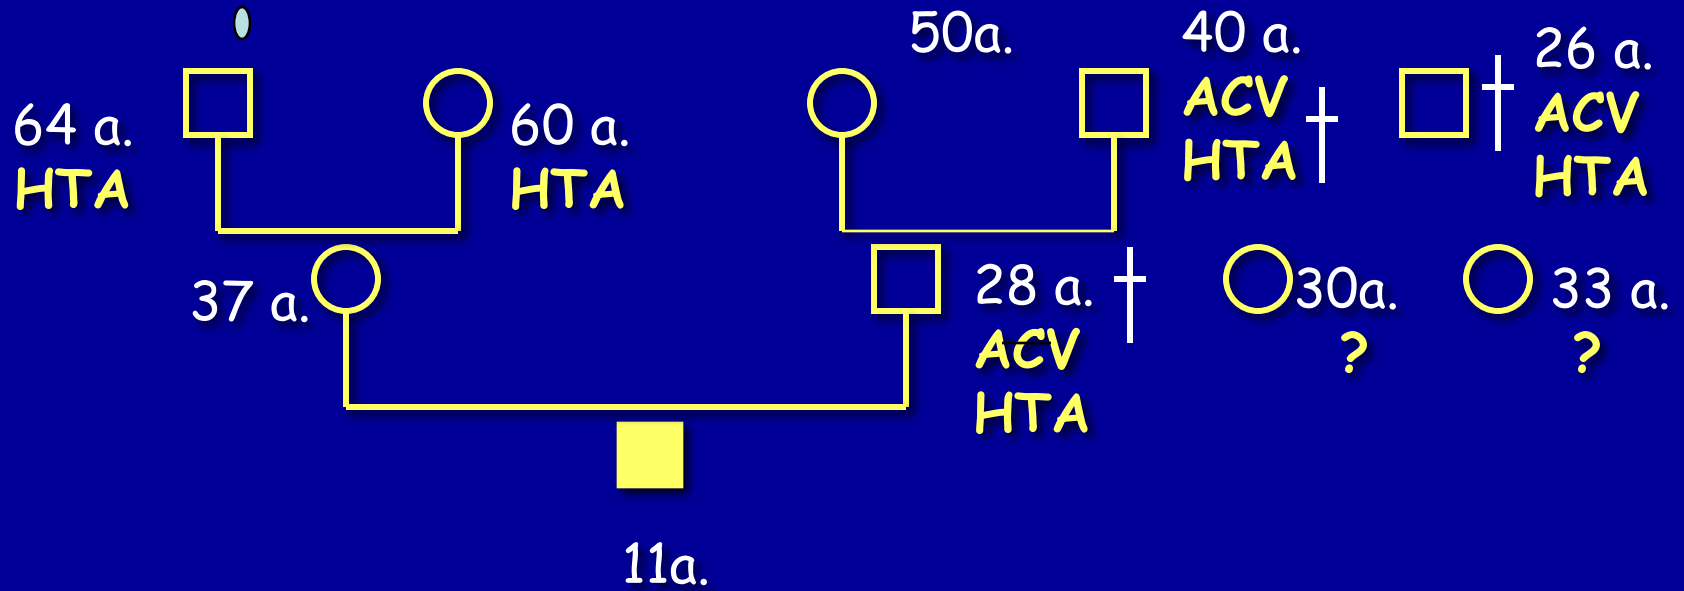 64 a.
HTA
60 a.
HTA
50a.
40 a.
ACV
HTA
26 a.
ACV
HTA
37 a.
28 a.
ACV
HTA
30a.
?
33 a.
?
11a.